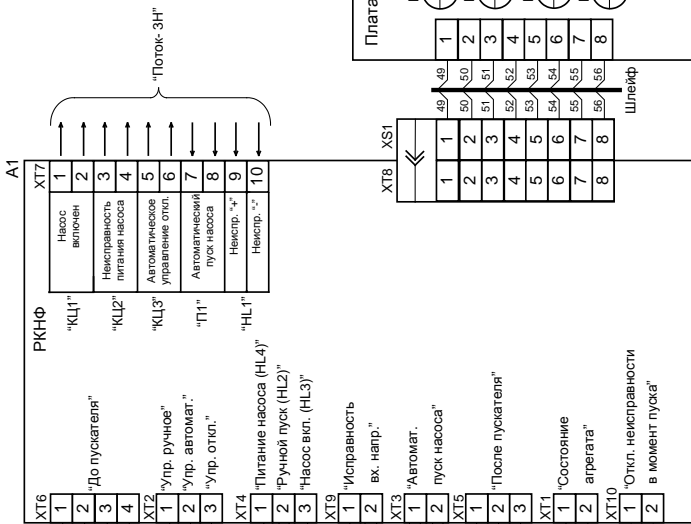 A1
РКНФ
XT7
1
Насос
включен
2
"КЦ1"
3
Неисправность
питания насоса
4
"КЦ2"
5
Автоматическое
управление откл.
6
"КЦ3"
7
Автоматический
пуск насоса
8
"П1"
9
Неиспр. "+"
10
Неиспр. "-"
"HL1"
"Поток- 3Н"
XT6
1
2
3
4
"До пускателя"
XT2
1 "Упр. ручное"
2 "Упр. автомат."
3 "Упр. откл."
XT4
1 "Питание насоса (HL4)"
2 "Ручной пуск (HL2)"
3 "Насос вкл. (HL3)"
XT9
1 "Исправность
2 вх. напр."
XT3
1 "Автомат.
2 пуск насоса"
XT5
1
2
3
"После пускателя"
XT1
1 "Состояние
2 агрегата"
XT10
1 "Откл. неисправности
2 в момент пуска"
XT8 XS1
1 1 49 49 1
2 2 50 50 2
3 3 51 51 3
4 4 52 52 4
5 5 53 53 5
6 6 54 54 6
7 7 55 55 7
8 8 56 56 8
Шлейф
Плата